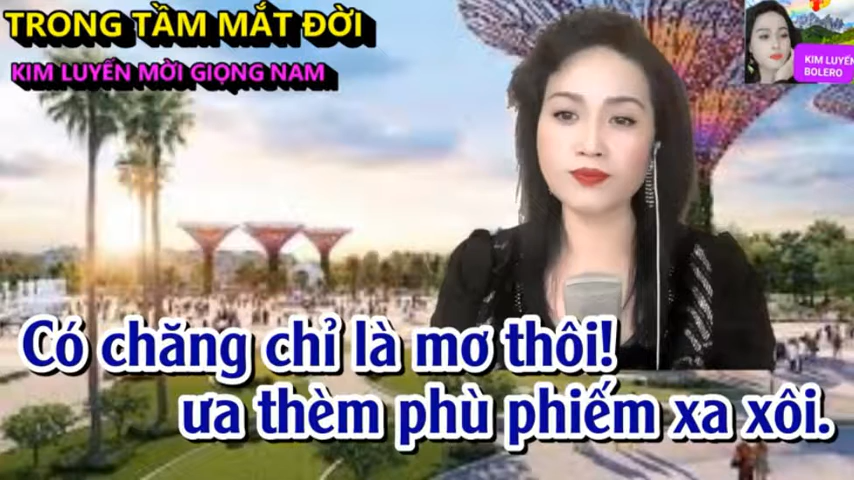 TRONG TẦM MẮT ĐỜI
KIM LUYẾN MỜI GIỌNG NAM
KIM LUYẾN
BOLERO
Có chăng chỉ là mơ thôi!
ưa thèm phù phiếm xa xôi.